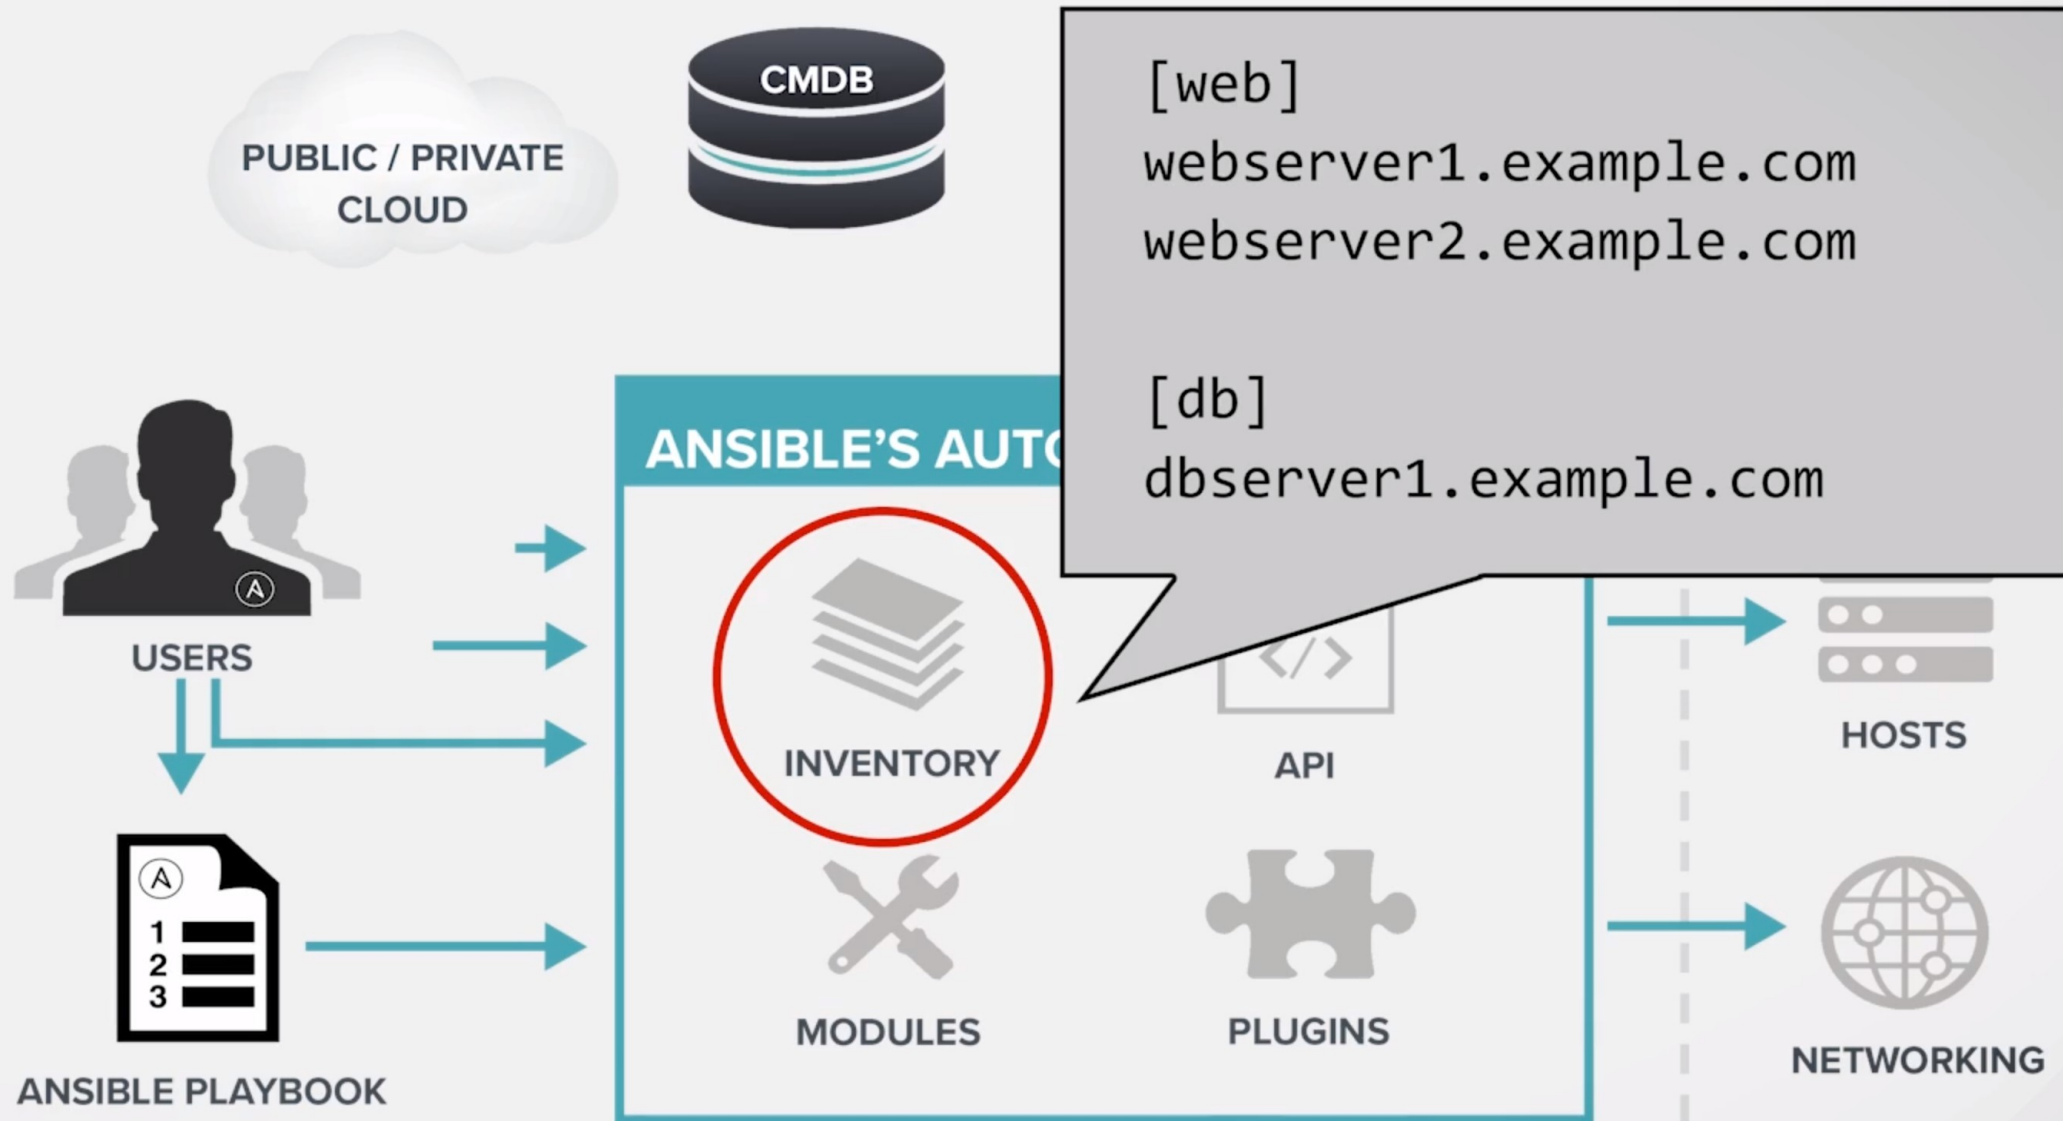 PUBLIC / PRIVATE
CLOUD
CMDB
[web]
webserver1.example.com
webserver2.example.com
[db]
dbserver1.example.com
ANSIBLE'S
USERS
INVENTORY
API
HOSTS
1
2
3
MODULES
PLUGINS
NETWORKING
ANSIBLE PLAYBOOK